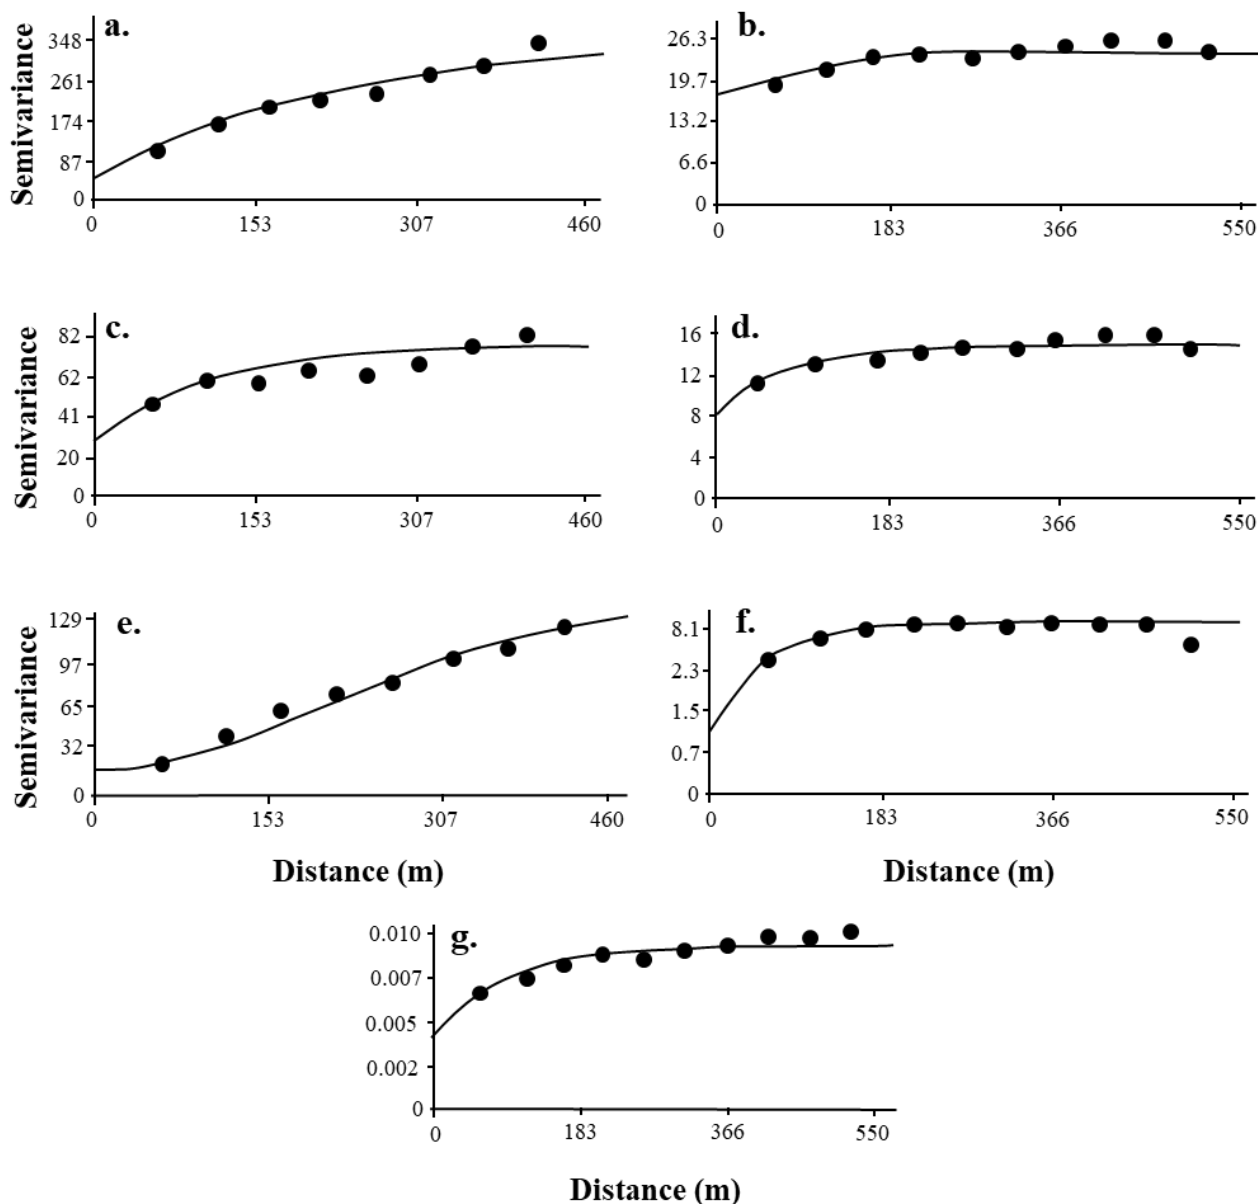 a.
Semivariance
348
261
174
87
0
0 153 307 460
b.
26.3
19.7
13.2
6.6
0
0 183 366 550
c.
Semivariance
82
62
41
20
0
0 153 307 460
d.
16
12
8
4
0
0 183 366 550
e.
Semivariance
129
97
65
32
0
0 153 307 460
Distance (m)
f.
8.1
2.3
1.5
0.7
0
0 183 366 550
Distance (m)
g.
0.010
0.007
0.005
0.002
0
0 183 366 550
Distance (m)